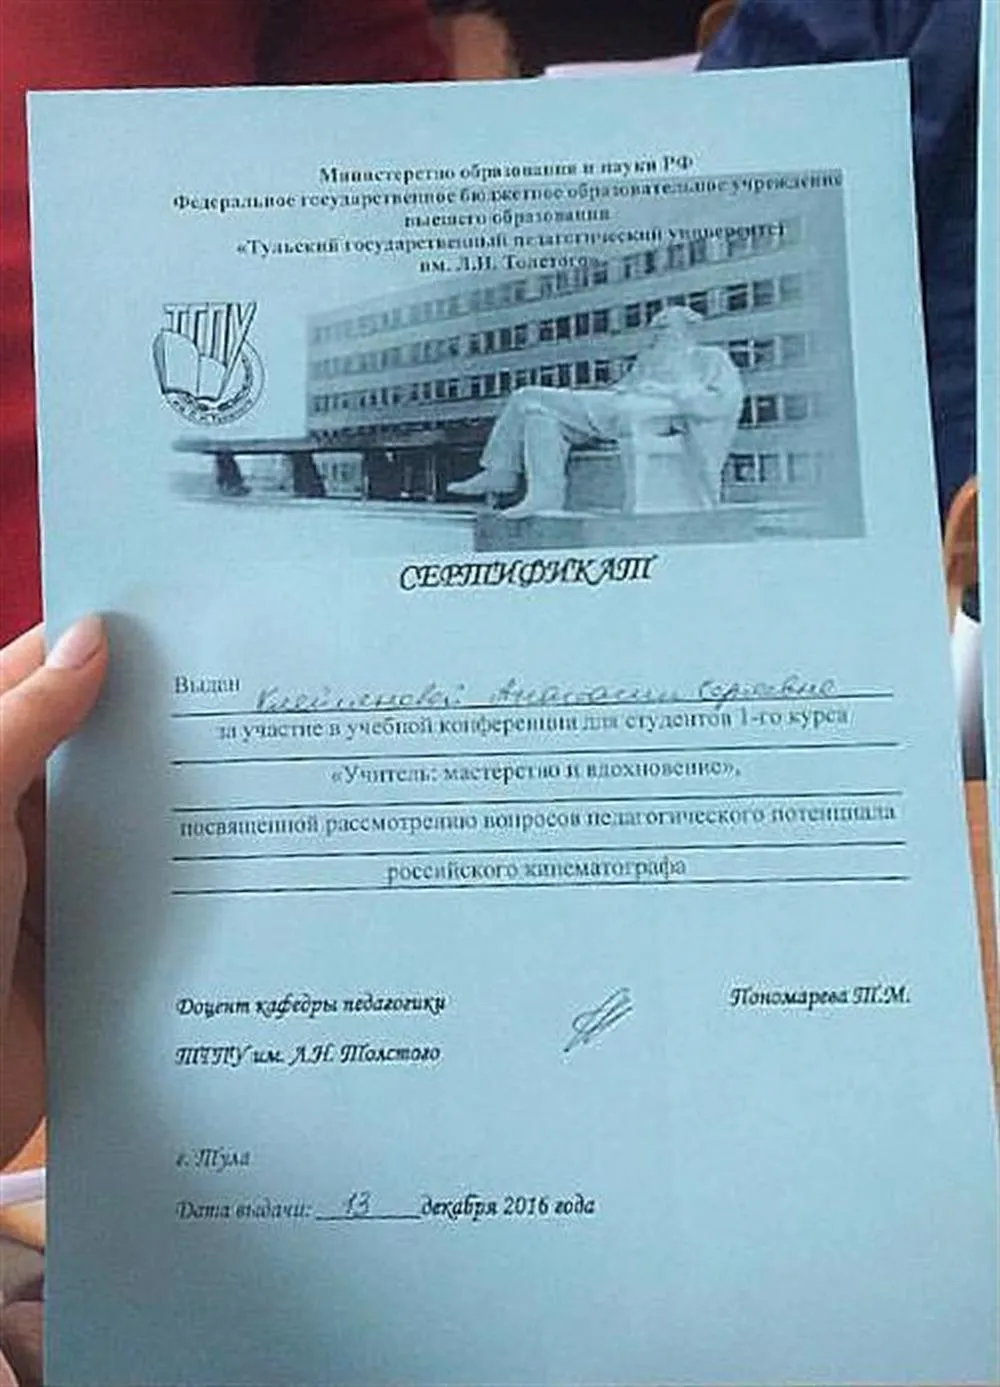 Министерство образования и науки РФ
Федеральное государственное бюджетное образовательное учреждение
высшего образования
«Тульский государственный педагогический университет
им. Л.Н. Толстого»
ТГПУ
СЕРТИФИКАТ
Выдан Анастасии Сергеевне
за участие в учебной конференции для студентов 1-го курса
«Учитель: мастерство и вдохновение»,
посвященной рассмотрению вопросов педагогического потенциала
российского кинематографа
Доцент кафедры педагогики Пономарева Т.М.
ТГПУ им. Л.Н. Толстого
г. Тула
Дата выдачи: 13 декабря 2016 года